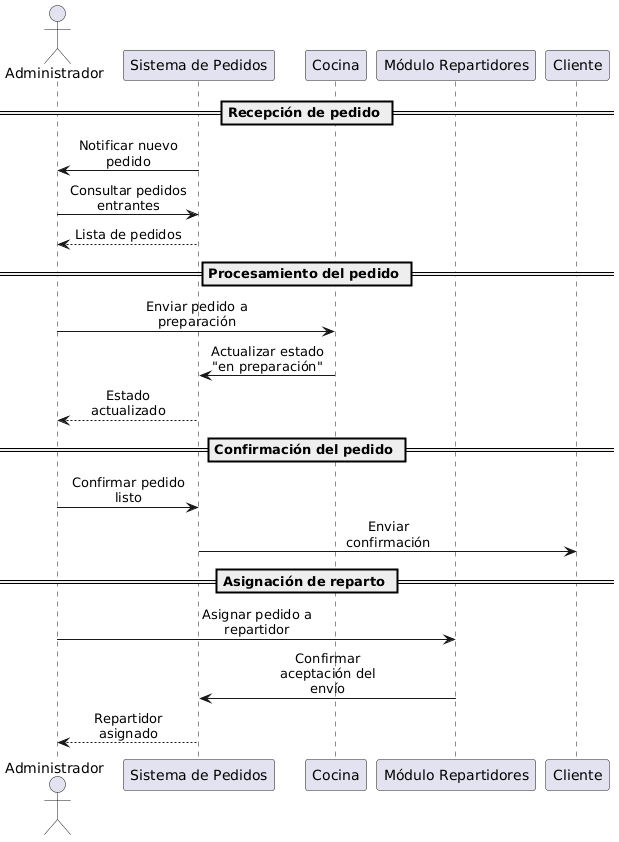 Administrador
Sistema de Pedidos
Cocina
Módulo Repartidores
Cliente
Recepción de pedido
Notificar nuevo
pedido
Consultar pedidos
entrantes
Lista de pedidos
Procesamiento del pedido
Enviar pedido a
preparación
Actualizar estado
"en preparación"
Estado
actualizado
Confirmación del pedido
Confirmar pedido
listo
Enviar
confirmación
Asignación de reparto
Asignar pedido a
repartidor
Confirmar
aceptación del
envío
Repartidor
asignado
Administrador
Sistema de Pedidos
Cocina
Módulo Repartidores
Cliente